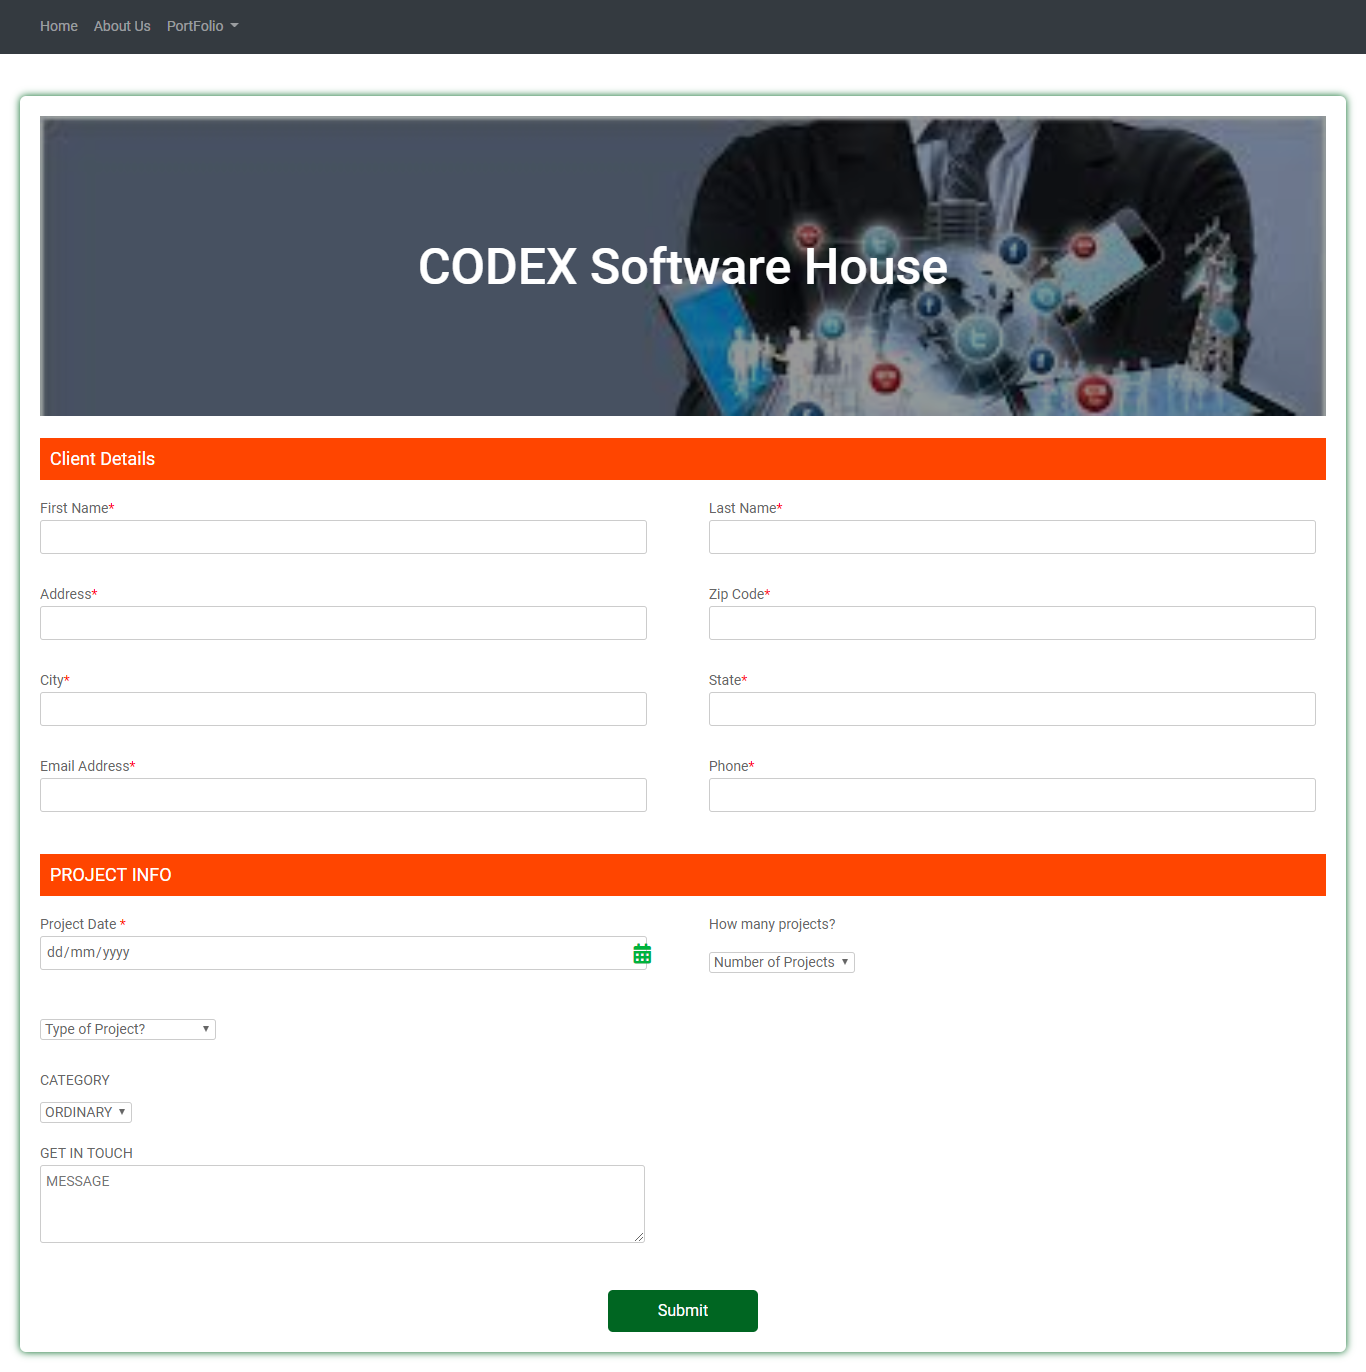 Home About Us PortFolio
CODEX Software House
Client Details
First Name* Last Name*
Address* Zip Code*
City* State*
Email Address* Phone*
PROJECT INFO
Project Date * How many projects?
dd/mm/yyyy
Number of Projects
Type of Project?
CATEGORY
ORDINARY
GET IN TOUCH
MESSAGE
Submit